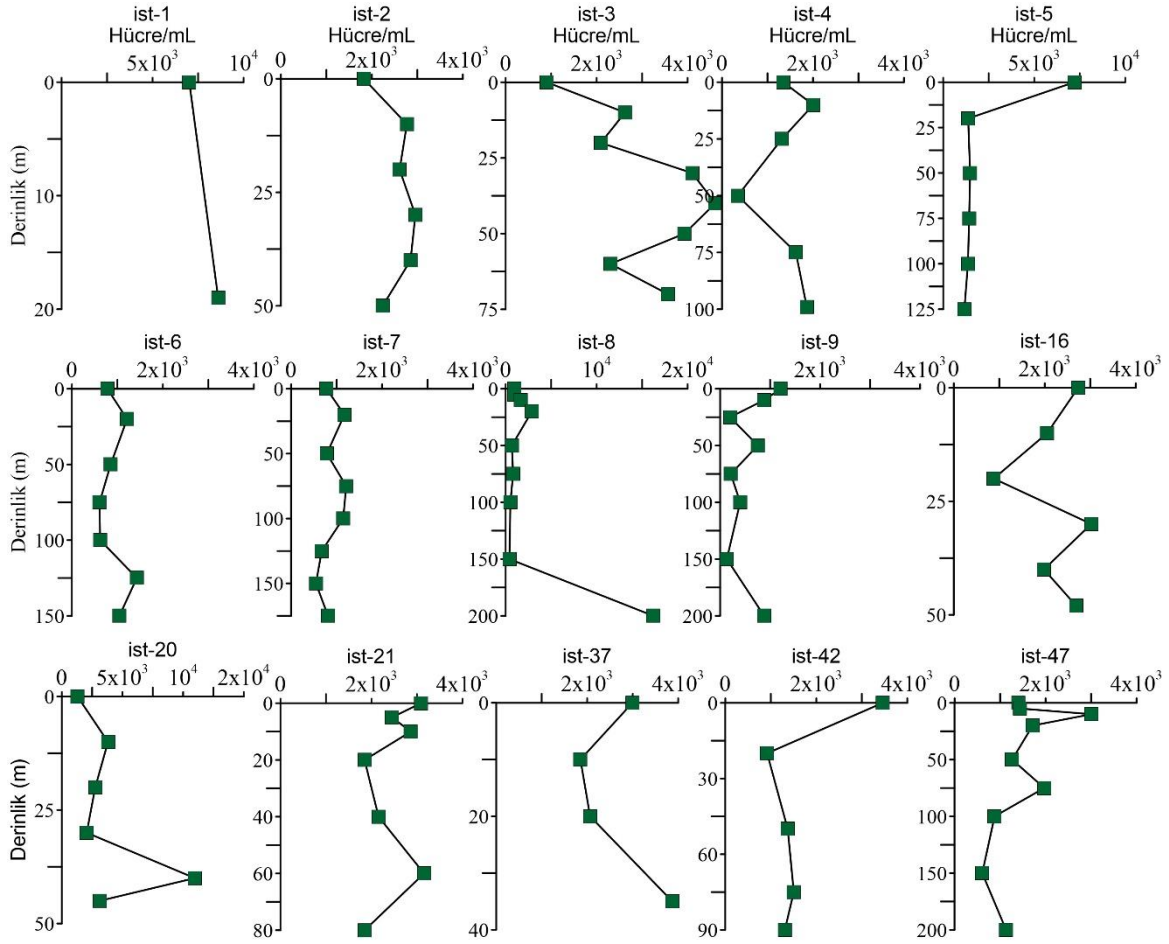 ist-1
Hücre/mL
5x10³ 10⁴
0
10
20
Derinlik (m)
ist-2
Hücre/mL
0 2x10³ 4x10³
0
25
50
ist-3
Hücre/mL
0 2x10³ 4x10³
0
25
50
75
ist-4
Hücre/mL
0 2x10³ 4x10³
0
25
50
75
100
ist-5
Hücre/mL
5x10³ 10⁴
0
25
50
75
100
125
ist-6
0 2x10³ 4x10³
0
50
100
150
Derinlik (m)
ist-7
0 2x10³ 4x10³
0
50
100
150
ist-8
0 10⁴ 2x10⁴
0
50
100
150
200
ist-9
0 2x10³ 4x10³
0
50
100
150
200
ist-16
0 2x10³ 4x10³
0
25
50
ist-20
0 5x10³ 10⁴ 2x10⁴
0
25
50
Derinlik (m)
ist-21
0 2x10³ 4x10³
0
20
40
60
80
ist-37
0 2x10³ 4x10³
0
20
40
ist-42
0 2x10³ 4x10³
0
30
60
90
ist-47
0 2x10³ 4x10³
0
50
100
150
200